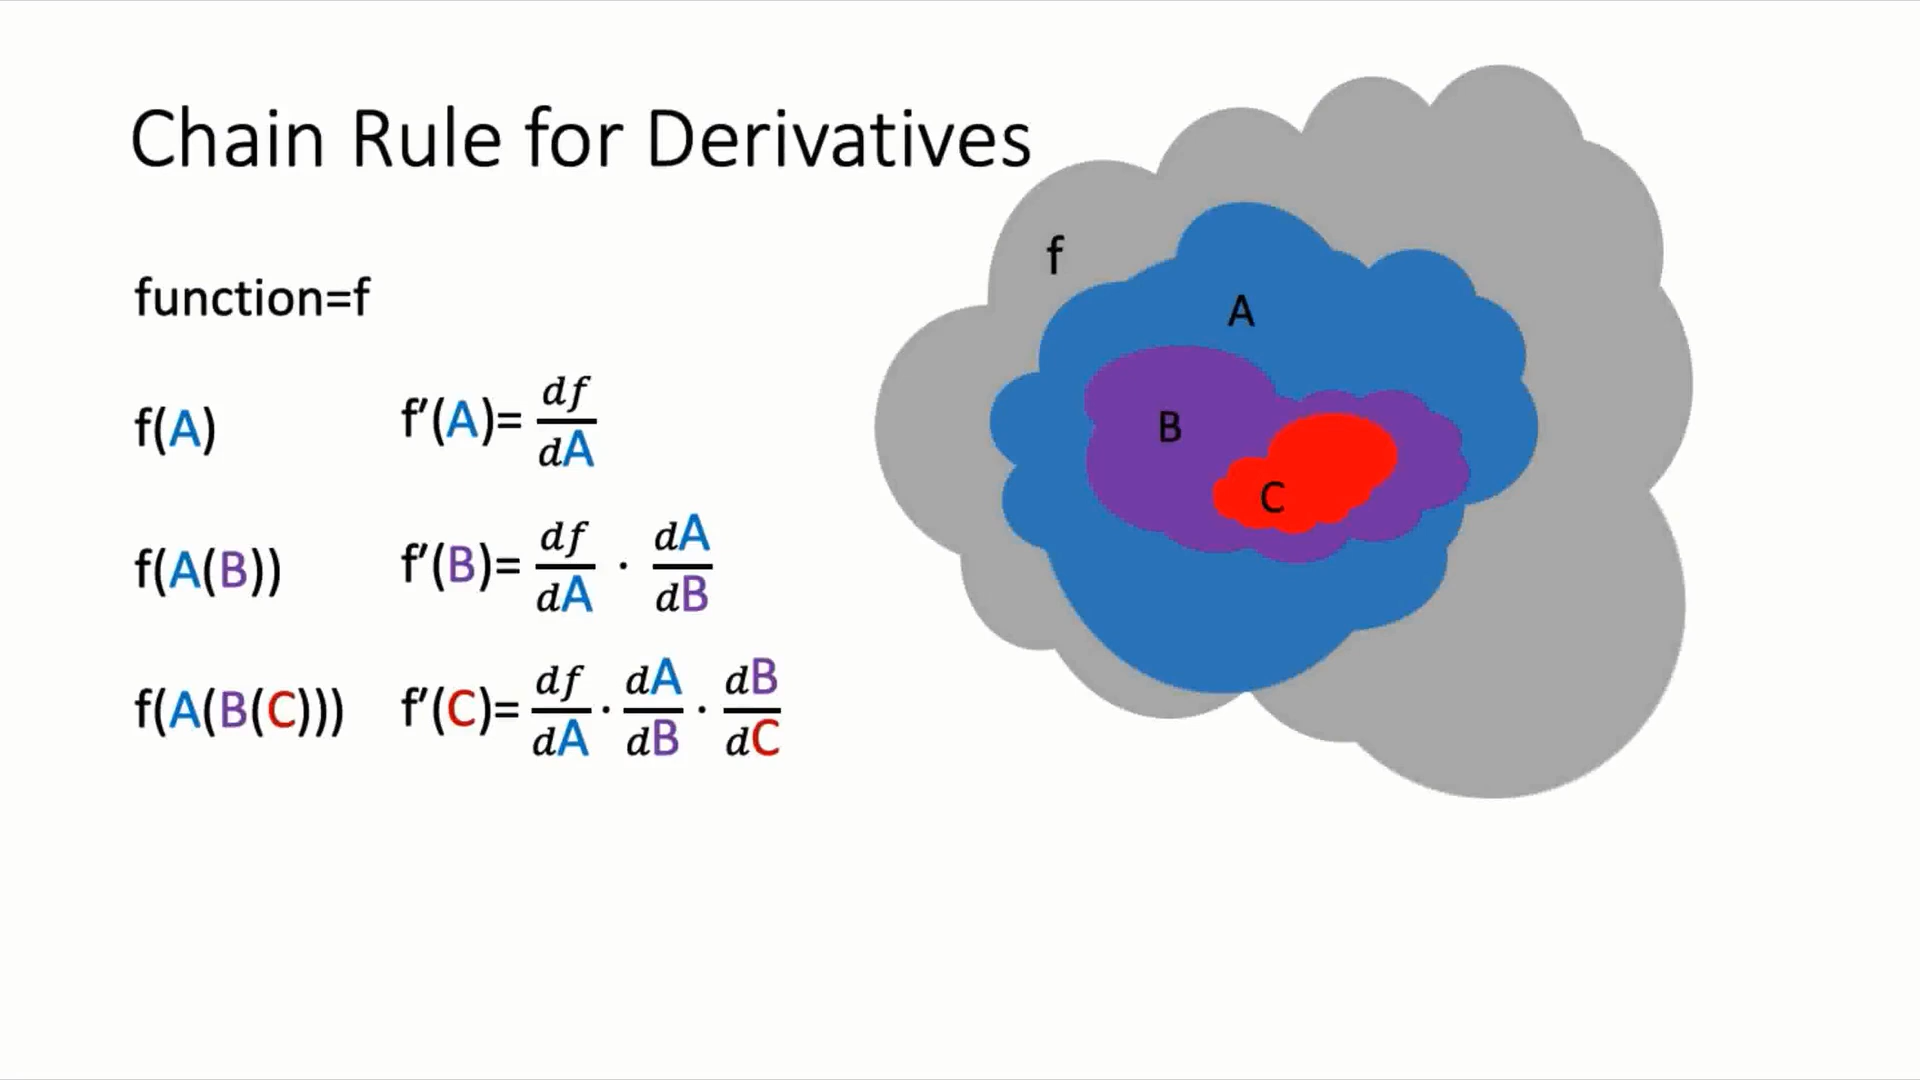 Chain Rule for Derivatives
function=f
f(A) f′(A)= df/dA
f(A(B)) f′(B)= df/dA · dA/dB
f(A(B(C))) f′(C)= df/dA · dA/dB · dB/dC
f
A
B
C